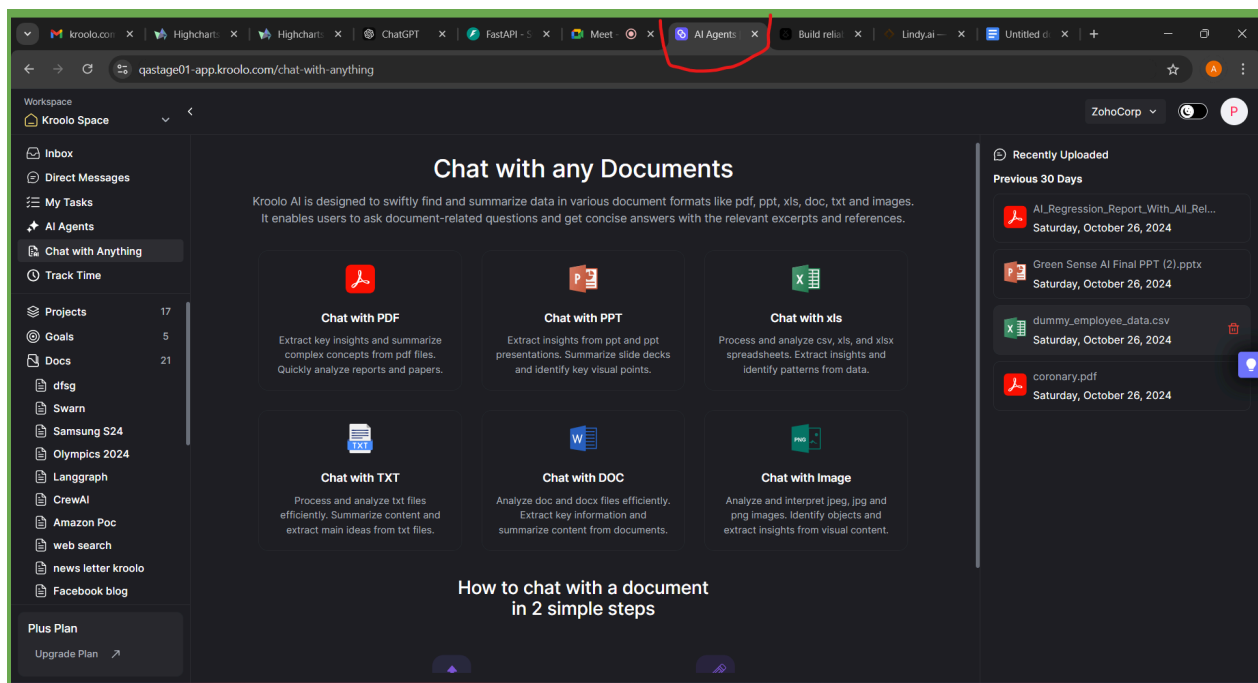 kroolo.con
Highchart:
Highchart:
ChatGPT
FastAPI - S
Meet -
AI Agents
Build relial
Lindy.ai —
Untitled d
qastage01-app.kroolo.com/chat-with-anything
Workspace
Kroolo Space
ZohoCorp
P
Inbox
Direct Messages
My Tasks
AI Agents
Chat with Anything
Track Time
Projects 17
Goals 5
Docs 21
dfsg
Swarn
Samsung S24
Olympics 2024
Langgraph
CrewAI
Amazon Poc
web search
news letter kroolo
Facebook blog
Plus Plan
Upgrade Plan
Chat with any Documents
Kroolo AI is designed to swiftly find and summarize data in various document formats like pdf, ppt, xls, doc, txt and images.
It enables users to ask document-related questions and get concise answers with the relevant excerpts and references.
Chat with PDF
Extract key insights and summarize
complex concepts from pdf files.
Quickly analyze reports and papers.
Chat with PPT
Extract insights from ppt and ppt
presentations. Summarize slide decks
and identify key visual points.
Chat with xls
Process and analyze csv, xls, and xlsx
spreadsheets. Extract insights and
identify patterns from data.
TXT
Chat with TXT
Process and analyze txt files
efficiently. Summarize content and
extract main ideas from txt files.
W
Chat with DOC
Analyze doc and docx files efficiently.
Extract key information and
summarize content from documents.
PNG
Chat with Image
Analyze and interpret jpeg, jpg and
png images. Identify objects and
extract insights from visual content.
How to chat with a document
in 2 simple steps
Recently Uploaded
Previous 30 Days
AI_Regression_Report_With_All_Rel...
Saturday, October 26, 2024
Green Sense AI Final PPT (2).pptx
Saturday, October 26, 2024
dummy_employee_data.csv
Saturday, October 26, 2024
coronary.pdf
Saturday, October 26, 2024